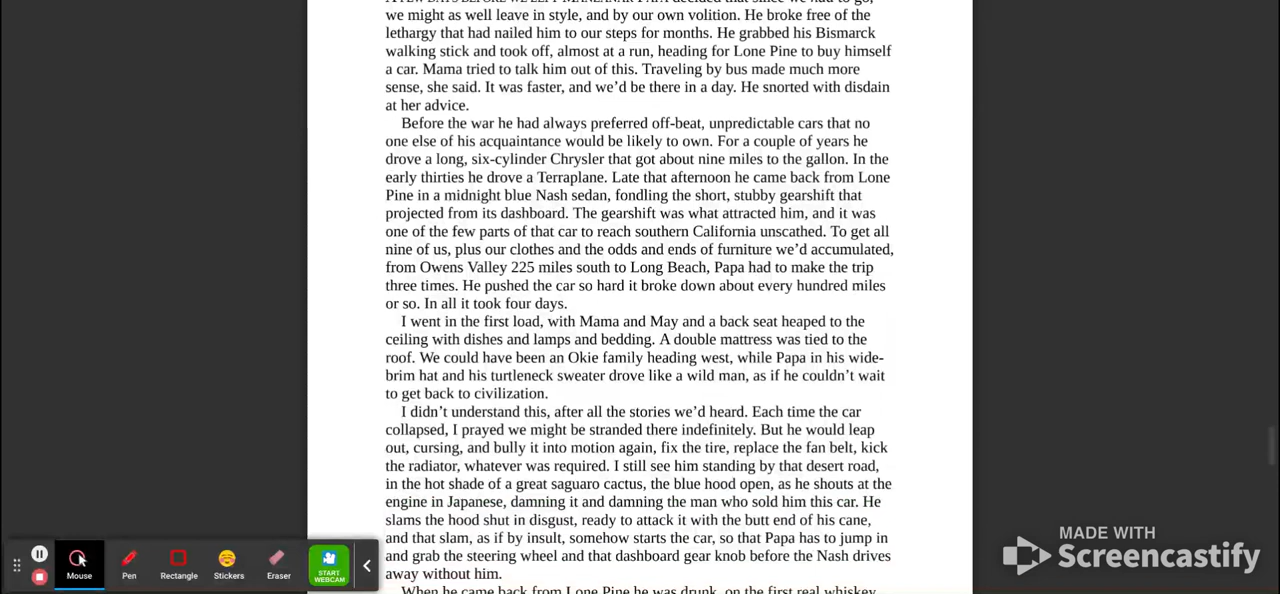 we might as well leave in style, and by our own volition. He broke free of the
lethargy that had nailed him to our steps for months. He grabbed his Bismarck
walking stick and took off, almost at a run, heading for Lone Pine to buy himself
a car. Mama tried to talk him out of this. Traveling by bus made much more
sense, she said. It was faster, and we’d be there in a day. He snorted with disdain
at her advice.
Before the war he had always preferred off-beat, unpredictable cars that no
one else of his acquaintance would be likely to own. For a couple of years he
drove a long, six-cylinder Chrysler that got about nine miles to the gallon. In the
early thirties he drove a Terraplane. Late that afternoon he came back from Lone
Pine in a midnight blue Nash sedan, fondling the short, stubby gearshift that
projected from its dashboard. The gearshift was what attracted him, and it was
one of the few parts of that car to reach southern California unscathed. To get all
nine of us, plus our clothes and the odds and ends of furniture we’d accumulated,
from Owens Valley 225 miles south to Long Beach, Papa had to make the trip
three times. He pushed the car so hard it broke down about every hundred miles
or so. In all it took four days.
I went in the first load, with Mama and May and a back seat heaped to the
ceiling with dishes and lamps and bedding. A double mattress was tied to the
roof. We could have been an Okie family heading west, while Papa in his wide-
brim hat and his turtleneck sweater drove like a wild man, as if he couldn’t wait
to get back to civilization.
I didn’t understand this, after all the stories we’d heard. Each time the car
collapsed, I prayed we might be stranded there indefinitely. But he would leap
out, cursing, and bully it into motion again, fix the tire, replace the fan belt, kick
the radiator, whatever was required. I still see him standing by that desert road,
in the hot shade of a great saguaro cactus, the blue hood open, as he shouts at the
engine in Japanese, damning it and damning the man who sold him this car. He
slams the hood shut in disgust, ready to attack it with the butt end of his cane,
and that slam, as if by insult, somehow starts the car, so that Papa has to jump in
and grab the steering wheel and that dashboard gear knob before the Nash drives
away without him.
When he came back from Lone Pine he was drunk, on the first real whiskey
Mouse
Pen
Rectangle
Stickers
Eraser
START
WEBCAM
MADE WITH
Screencastify